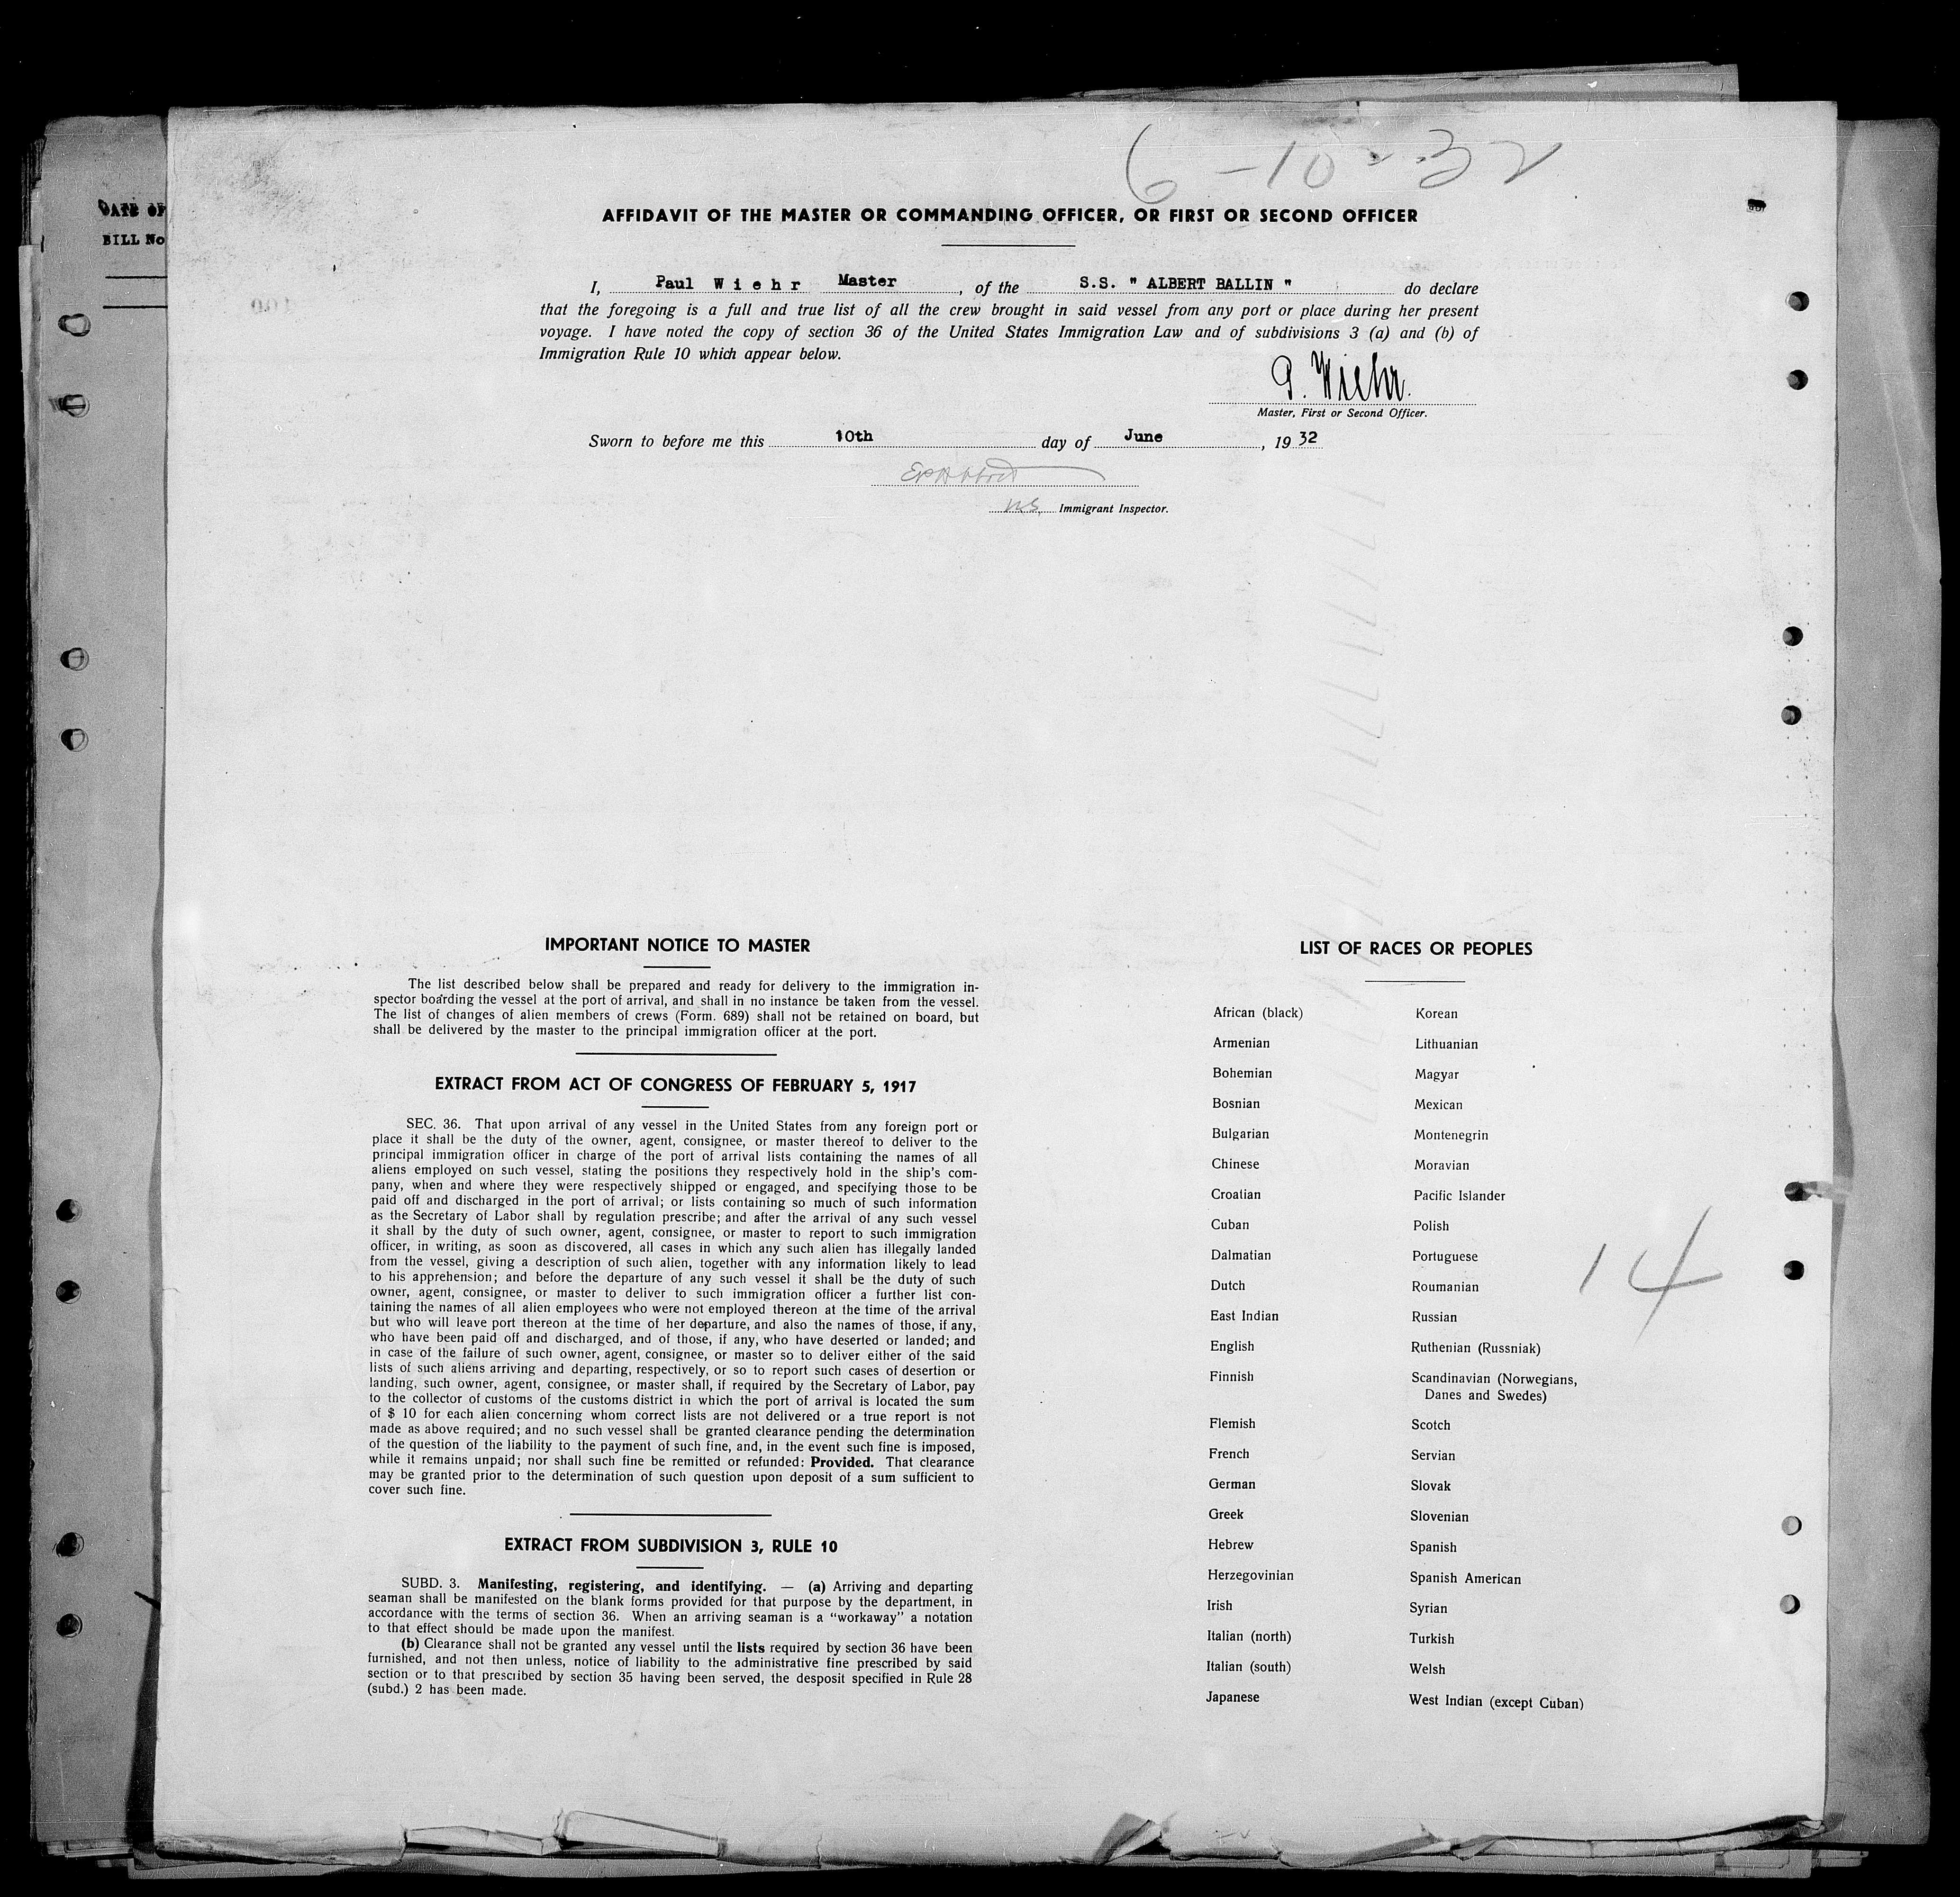 6-10-32
DATE OF
BILL No
AFFIDAVIT OF THE MASTER OR COMMANDING OFFICER, OR FIRST OR SECOND OFFICER
I, Paul Wiehr Master, of the S.S. " ALBERT BALLIN " do declare
that the foregoing is a full and true list of all the crew brought in said vessel from any port or place during her present
voyage. I have noted the copy of section 36 of the United States Immigration Law and of subdivisions 3 (a) and (b) of
Immigration Rule 10 which appear below.
P. Wiehr.
Master, First or Second Officer.
Sworn to before me this 10th day of June, 1932
U.S. Immigrant Inspector.
IMPORTANT NOTICE TO MASTER
The list described below shall be prepared and ready for delivery to the immigration in-
spector boarding the vessel at the port of arrival, and shall in no instance be taken from the vessel.
The list of changes of alien members of crews (Form. 689) shall not be retained on board, but
shall be delivered by the master to the principal immigration officer at the port.
EXTRACT FROM ACT OF CONGRESS OF FEBRUARY 5, 1917
SEC. 36. That upon arrival of any vessel in the United States from any foreign port or
place it shall be the duty of the owner, agent, consignee, or master thereof to deliver to the
principal immigration officer in charge of the port of arrival lists containing the names of all
aliens employed on such vessel, stating the positions they respectively hold in the ship's com-
pany, when and where they were respectively shipped or engaged, and specifying those to be
paid off and discharged in the port of arrival; or lists containing so much of such information
as the Secretary of Labor shall by regulation prescribe; and after the arrival of any such vessel
it shall by the duty of such owner, agent, consignee, or master to report to such immigration
officer, in writing, as soon as discovered, all cases in which any such alien has illegally landed
from the vessel, giving a description of such alien, together with any information likely to lead
to his apprehension; and before the departure of any such vessel it shall be the duty of such
owner, agent, consignee, or master to deliver to such immigration officer a further list con-
taining the names of all alien employees who were not employed thereon at the time of the arrival
but who will leave port thereon at the time of her departure, and also the names of those, if any,
who have been paid off and discharged, and of those, if any, who have deserted or landed; and
in case of the failure of such owner, agent, consignee, or master so to deliver either of the said
lists of such aliens arriving and departing, respectively, or so to report such cases of desertion or
landing, such owner, agent, consignee, or master shall, if required by the Secretary of Labor, pay
to the collector of customs of the customs district in which the port of arrival is located the sum
of $ 10 for each alien concerning whom correct lists are not delivered or a true report is not
made as above required; and no such vessel shall be granted clearance pending the determination
of the question of the liability to the payment of such fine, and, in the event such fine is imposed,
while it remains unpaid; nor shall such fine be remitted or refunded: Provided. That clearance
may be granted prior to the determination of such question upon deposit of a sum sufficient to
cover such fine.
EXTRACT FROM SUBDIVISION 3, RULE 10
SUBD. 3. Manifesting, registering, and identifying. — (a) Arriving and departing
seaman shall be manifested on the blank forms provided for that purpose by the department, in
accordance with the terms of section 36. When an arriving seaman is a "workaway" a notation
to that effect should be made upon the manifest.
(b) Clearance shall not be granted any vessel until the lists required by section 36 have been
furnished, and not then unless, notice of liability to the administrative fine prescribed by said
section or to that prescribed by section 35 having been served, the desposit specified in Rule 28
(subd.) 2 has been made.
LIST OF RACES OR PEOPLES
African (black) Korean
Armenian Lithuanian
Bohemian Magyar
Bosnian Mexican
Bulgarian Montenegrin
Chinese Moravian
Croatian Pacific Islander
Cuban Polish
Dalmatian Portuguese
Dutch Roumanian
East Indian Russian
English Ruthenian (Russniak)
Finnish Scandinavian (Norwegians,
Danes and Swedes)
Flemish Scotch
French Servian
German Slovak
Greek Slovenian
Hebrew Spanish
Herzegovinian Spanish American
Irish Syrian
Italian (north) Turkish
Italian (south) Welsh
Japanese West Indian (except Cuban)
14